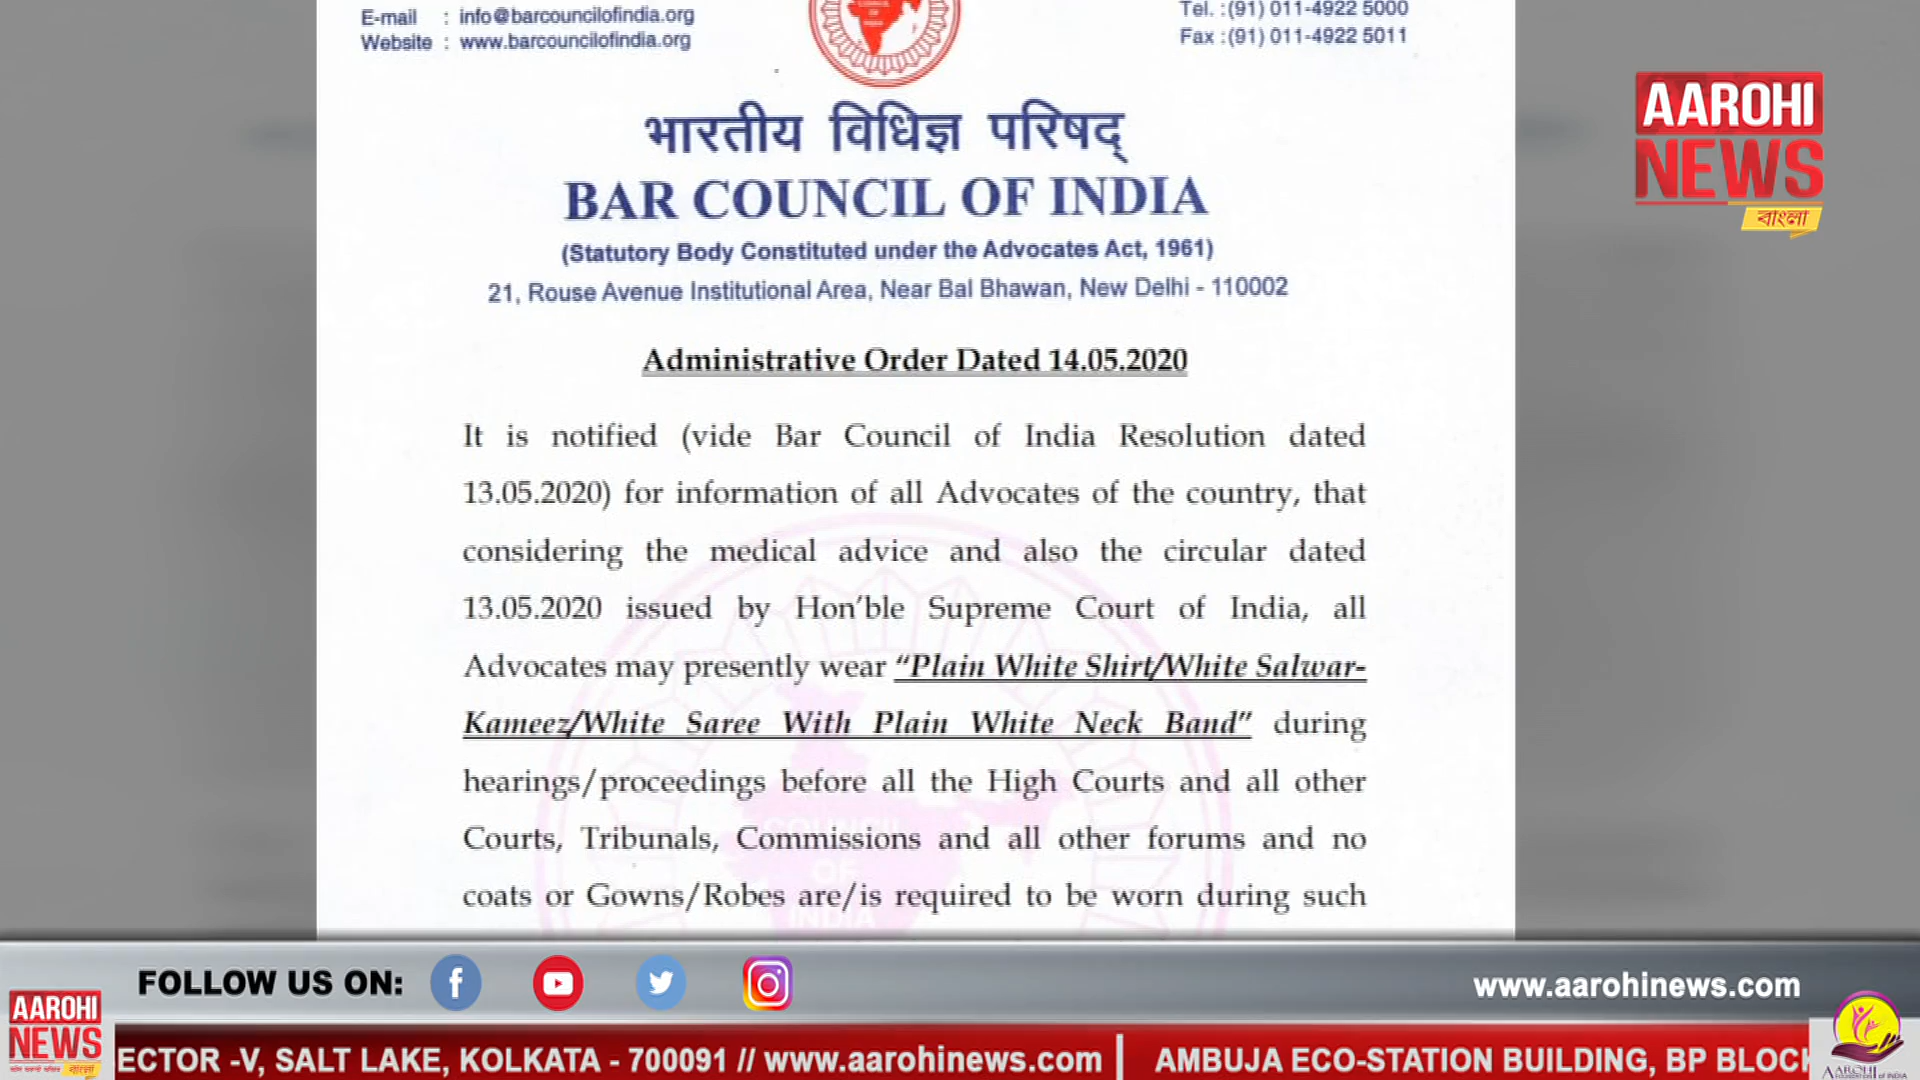 E-mail : info@barcouncilofindia.org
Website : www.barcouncilofindia.org
Tel. :(91) 011-4922 5000
Fax :(91) 011-4922 5011
भारतीय विधिज्ञ परिषद्
BAR COUNCIL OF INDIA
(Statutory Body Constituted under the Advocates Act, 1961)
21, Rouse Avenue Institutional Area, Near Bal Bhawan, New Delhi - 110002
Administrative Order Dated 14.05.2020
It is notified (vide Bar Council of India Resolution dated
13.05.2020) for information of all Advocates of the country, that
considering the medical advice and also the circular dated
13.05.2020 issued by Hon’ble Supreme Court of India, all
Advocates may presently wear “Plain White Shirt/White Salwar-
Kameez/White Saree With Plain White Neck Band” during
hearings/proceedings before all the High Courts and all other
Courts, Tribunals, Commissions and all other forums and no
coats or Gowns/Robes are/is required to be worn during such
COUNCIL
OF
INDIA
AAROHI
NEWS
বাংলা
FOLLOW US ON:
www.aarohinews.com
AAROHI
NEWS
বাংলা
ECTOR -V, SALT LAKE, KOLKATA - 700091 // www.aarohinews.com | AMBUJA ECO-STATION BUILDING, BP BLOCK
AAROHI